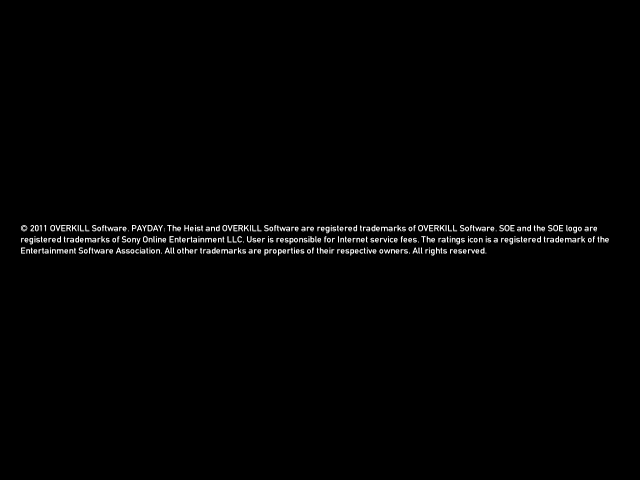 © 2011 OVERKILL Software. PAYDAY: The Heist and OVERKILL Software are registered trademarks of OVERKILL Software. SOE and the SOE logo are
registered trademarks of Sony Online Entertainment LLC. User is responsible for Internet service fees. The ratings icon is a registered trademark of the
Entertainment Software Association. All other trademarks are properties of their respective owners. All rights reserved.